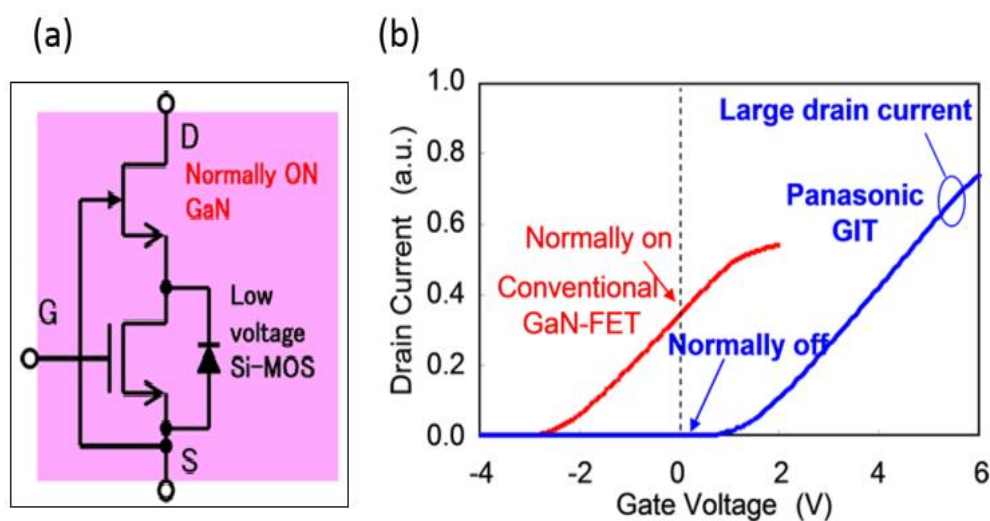 (a)
D
Normally ON
GaN
G
Low
voltage
Si-MOS
S
(b)
Drain Current (a.u.)
1.0
0.8
0.6
0.4
0.2
0.0
Large drain current
Panasonic
GIT
Normally on
Conventional
GaN-FET
Normally off
-4
-2
0
2
4
6
Gate Voltage (V)